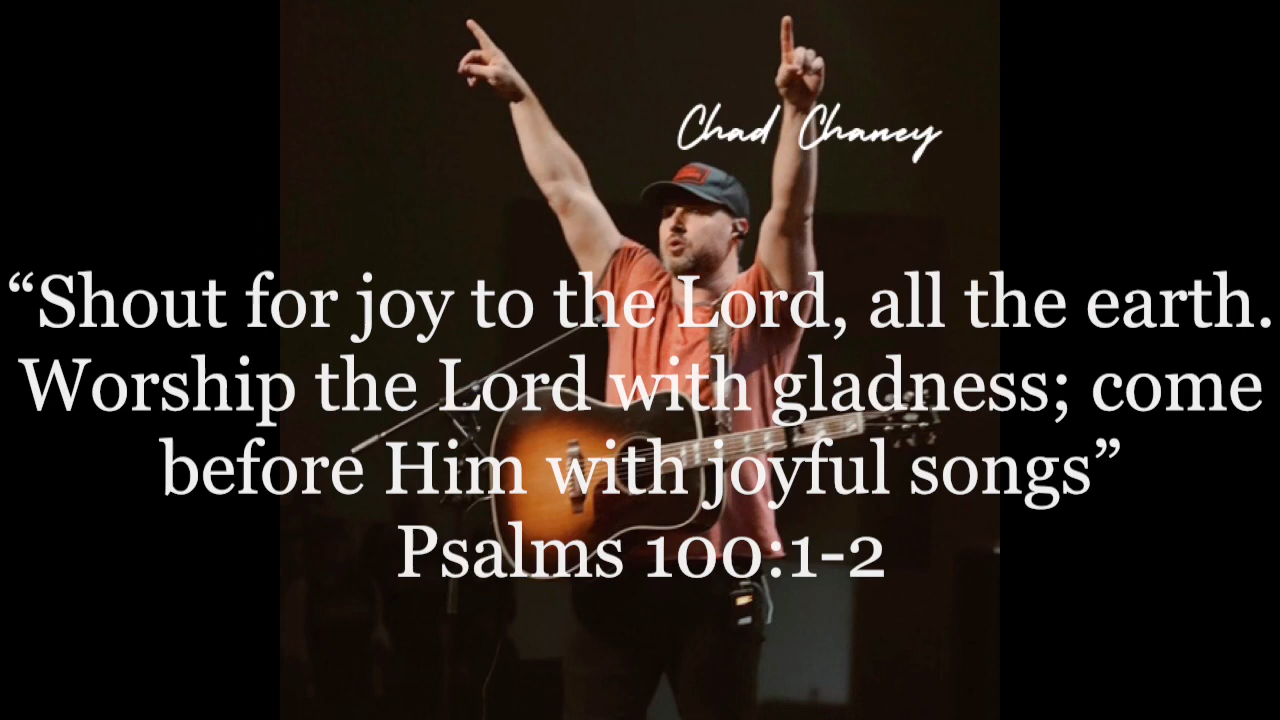 Chad Chaney
“Shout for joy to the Lord, all the earth.
Worship the Lord with gladness; come
before Him with joyful songs”
Psalms 100:1-2